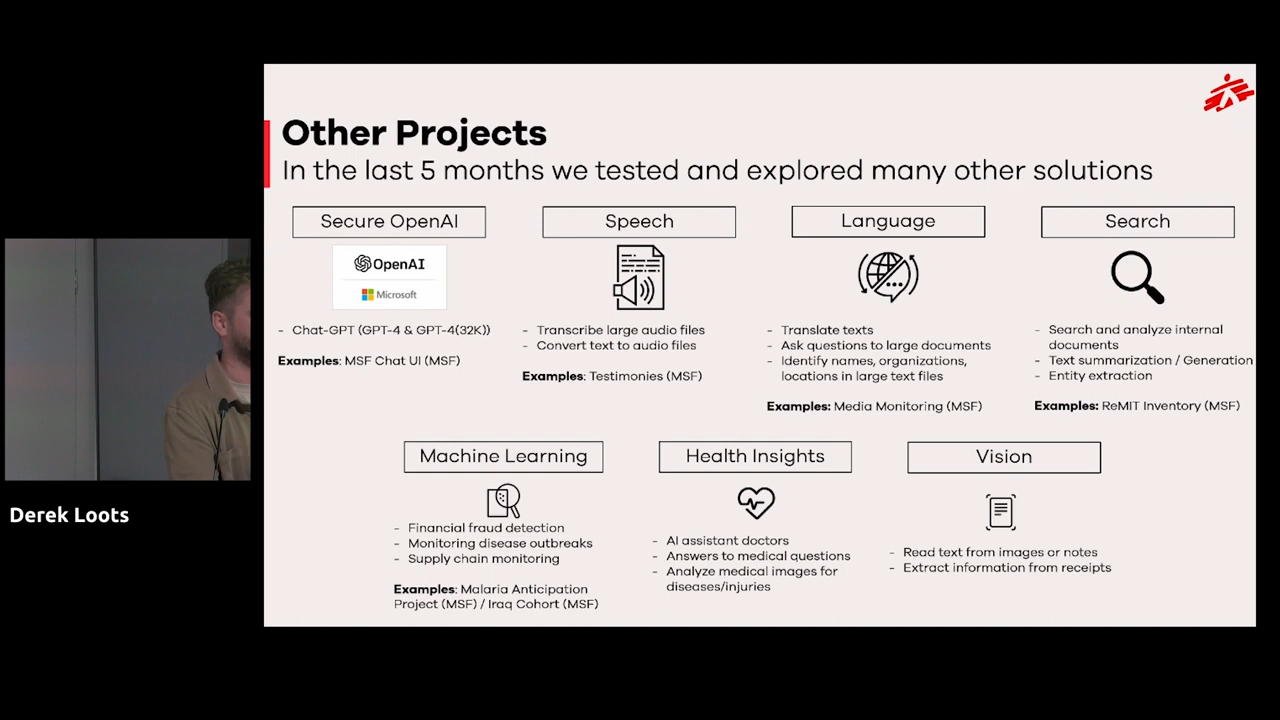 Other Projects
In the last 5 months we tested and explored many other solutions
Secure OpenAI
OpenAI
Microsoft
- Chat-GPT (GPT-4 & GPT-4(32K))
Examples: MSF Chat UI (MSF)
Speech
- Transcribe large audio files
- Convert text to audio files
Examples: Testimonies (MSF)
Language
- Translate texts
- Ask questions to large documents
- Identify names, organizations,
locations in large text files
Examples: Media Monitoring (MSF)
Search
- Search and analyze internal
documents
- Text summarization / Generation
- Entity extraction
Examples: ReMIT Inventory (MSF)
Machine Learning
- Financial fraud detection
- Monitoring disease outbreaks
- Supply chain monitoring
Examples: Malaria Anticipation
Project (MSF) / Iraq Cohort (MSF)
Health Insights
- AI assistant doctors
- Answers to medical questions
- Analyze medical images for
diseases/injuries
Vision
- Read text from images or notes
- Extract information from receipts
Derek Loots